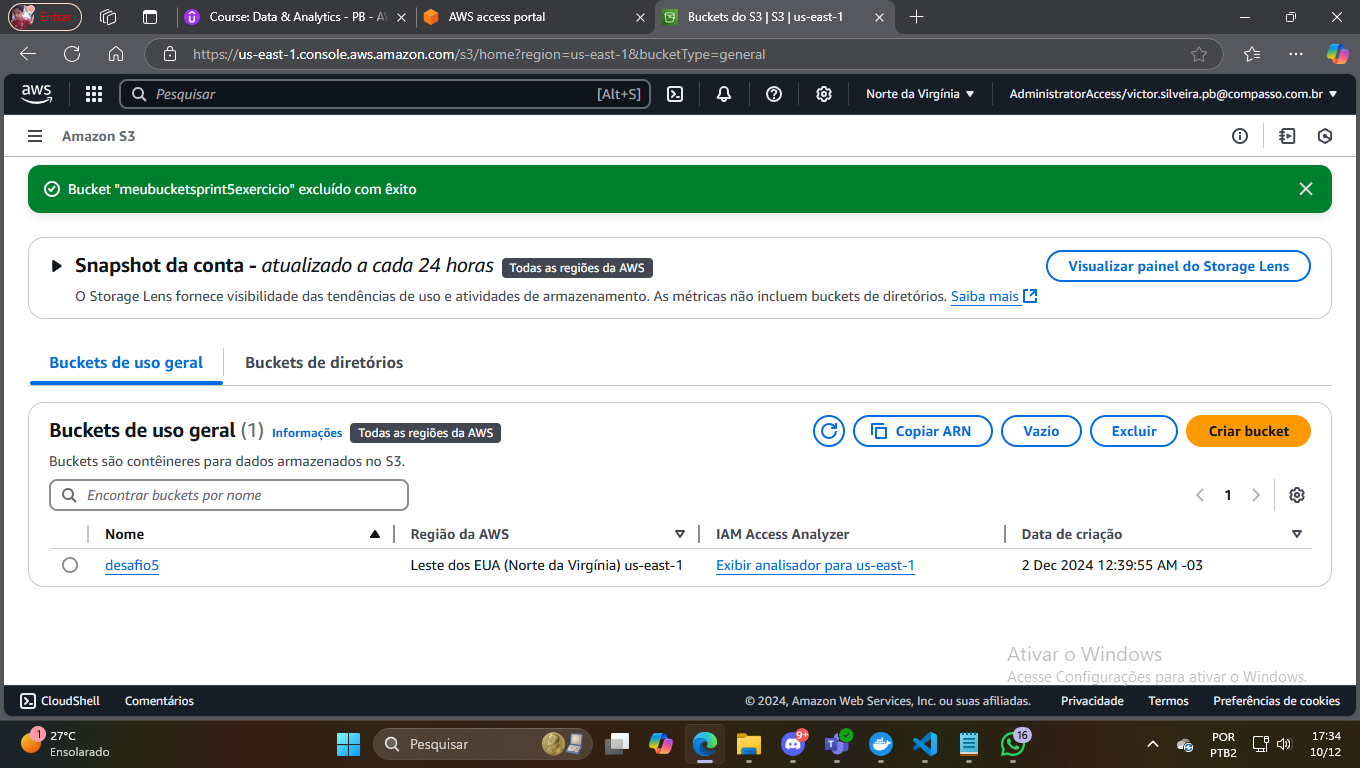 Entrar
Course: Data & Analytics - PB - AW
AWS access portal
Buckets do S3 | S3 | us-east-1
https://us-east-1.console.aws.amazon.com/s3/home?region=us-east-1&bucketType=general
aws
Pesquisar
[Alt+S]
Norte da Virgínia
AdministratorAccess/victor.silveira.pb@compasso.com.br
Amazon S3
Bucket "meubucketsprint5exercicio" excluído com êxito
Snapshot da conta - atualizado a cada 24 horas
Todas as regiões da AWS
Visualizar painel do Storage Lens
O Storage Lens fornece visibilidade das tendências de uso e atividades de armazenamento. As métricas não incluem buckets de diretórios. Saiba mais
Buckets de uso geral
Buckets de diretórios
Buckets de uso geral (1)
Informações
Todas as regiões da AWS
Copiar ARN
Vazio
Excluir
Criar bucket
Buckets são contêineres para dados armazenados no S3.
Encontrar buckets por nome
1
Nome
Região da AWS
IAM Access Analyzer
Data de criação
desafio5
Leste dos EUA (Norte da Virgínia) us-east-1
Exibir analisador para us-east-1
2 Dec 2024 12:39:55 AM -03
Ativar o Windows
Acesse Configurações para ativar o Windows.
CloudShell
Comentários
© 2024, Amazon Web Services, Inc. ou suas afiliadas.
Privacidade
Termos
Preferências de cookies
1
27°C
Ensolarado
Pesquisar
9+
16
POR
PTB2
17:34
10/12